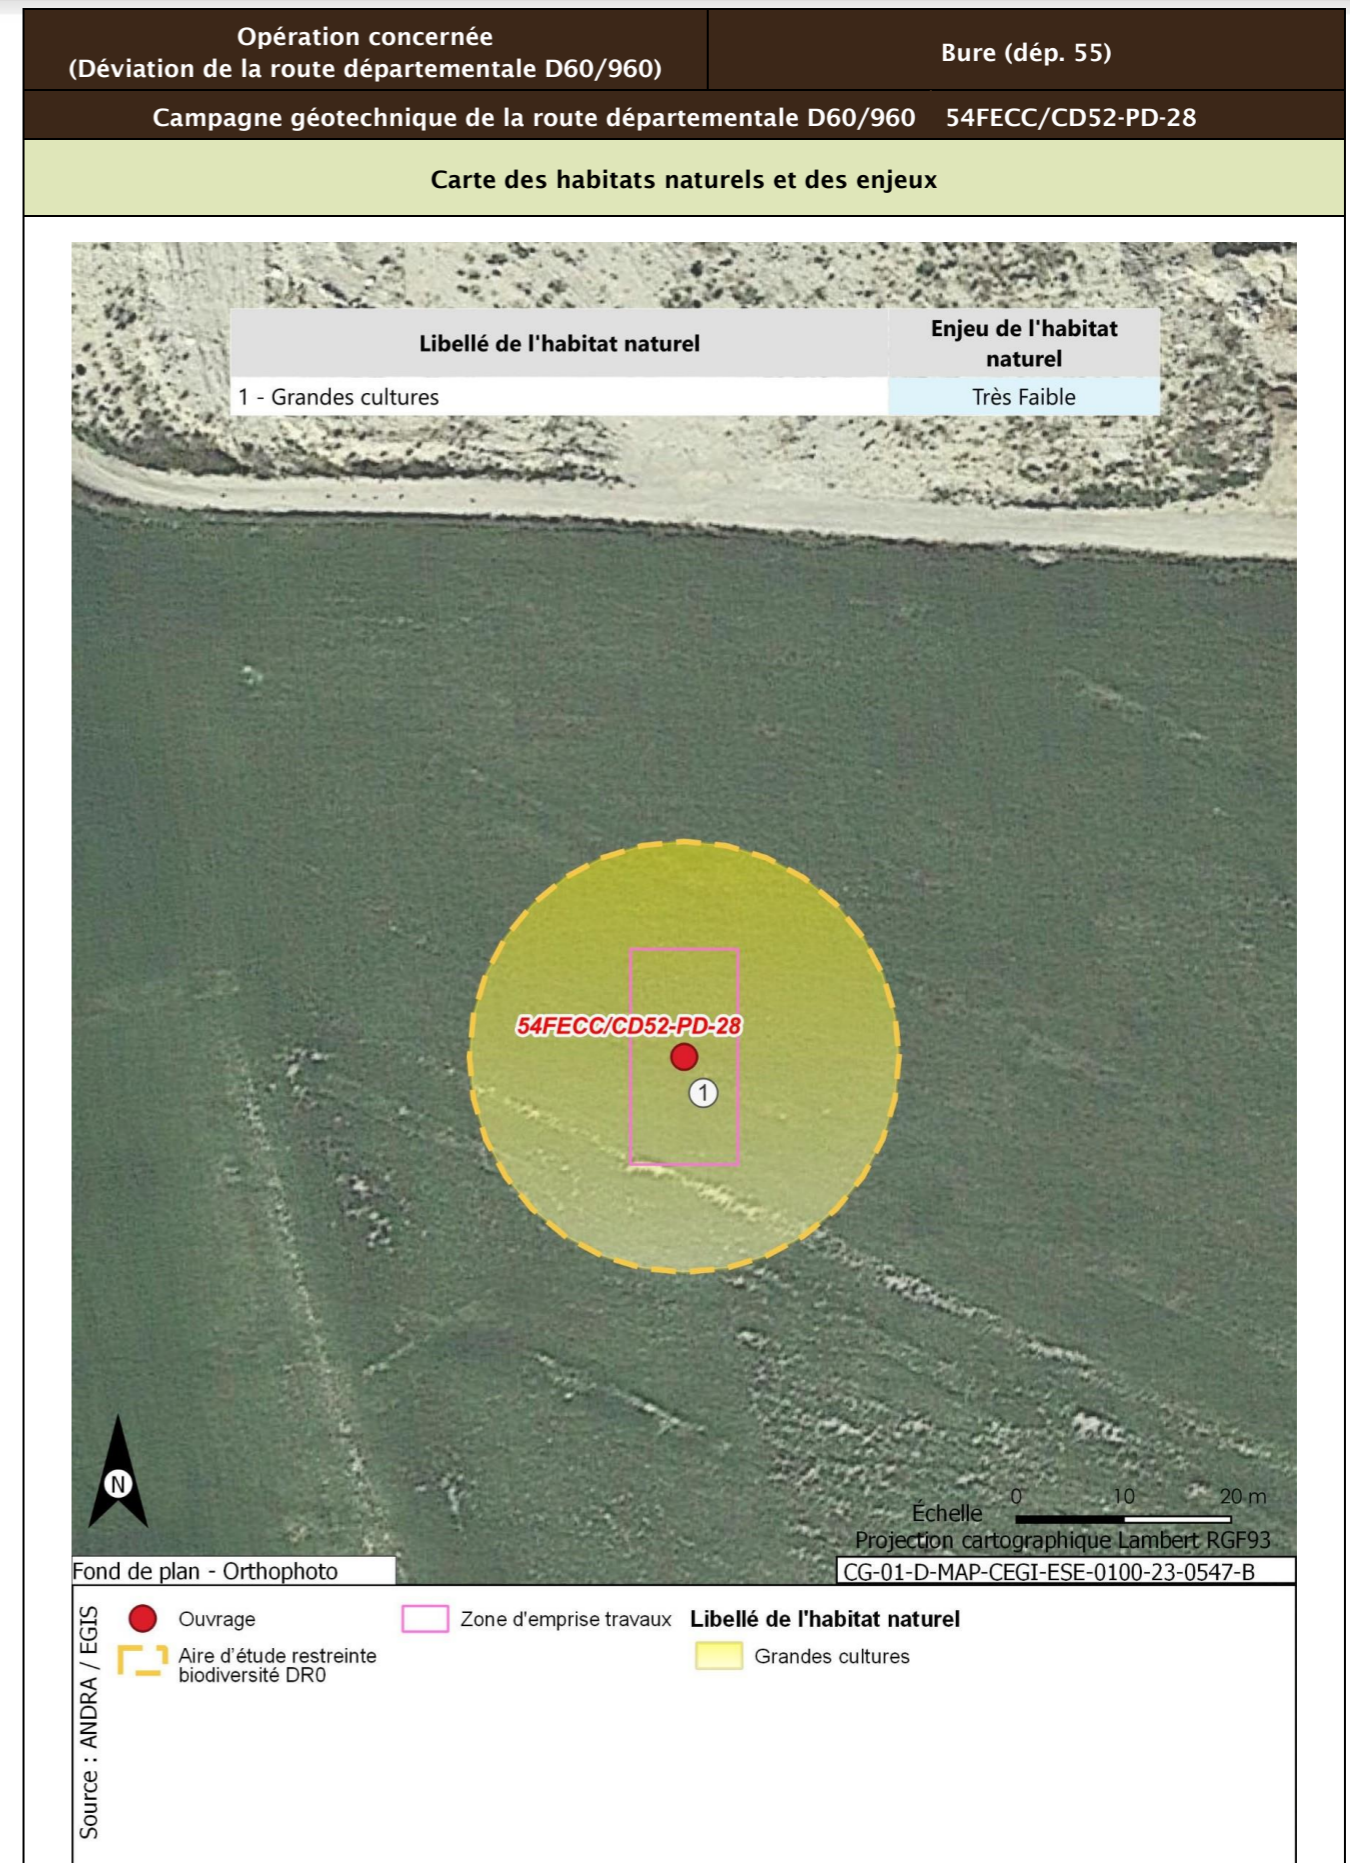 Opération concernée
(Déviation de la route départementale D60/960)
Bure (dép. 55)
Campagne géotechnique de la route départementale D60/960 54FECC/CD52-PD-28
Carte des habitats naturels et des enjeux
Libellé de l'habitat naturel
Enjeu de l'habitat
naturel
1 - Grandes cultures
Très Faible
54FECC/CD52-PD-28
1
N
0 10 20 m
Échelle
Projection cartographique Lambert RGF93
Fond de plan - Orthophoto
CG-01-D-MAP-CEGI-ESE-0100-23-0547-B
Source : ANDRA / EGIS
Ouvrage
Aire d'étude restreinte
biodiversité DR0
Zone d'emprise travaux
Libellé de l'habitat naturel
Grandes cultures